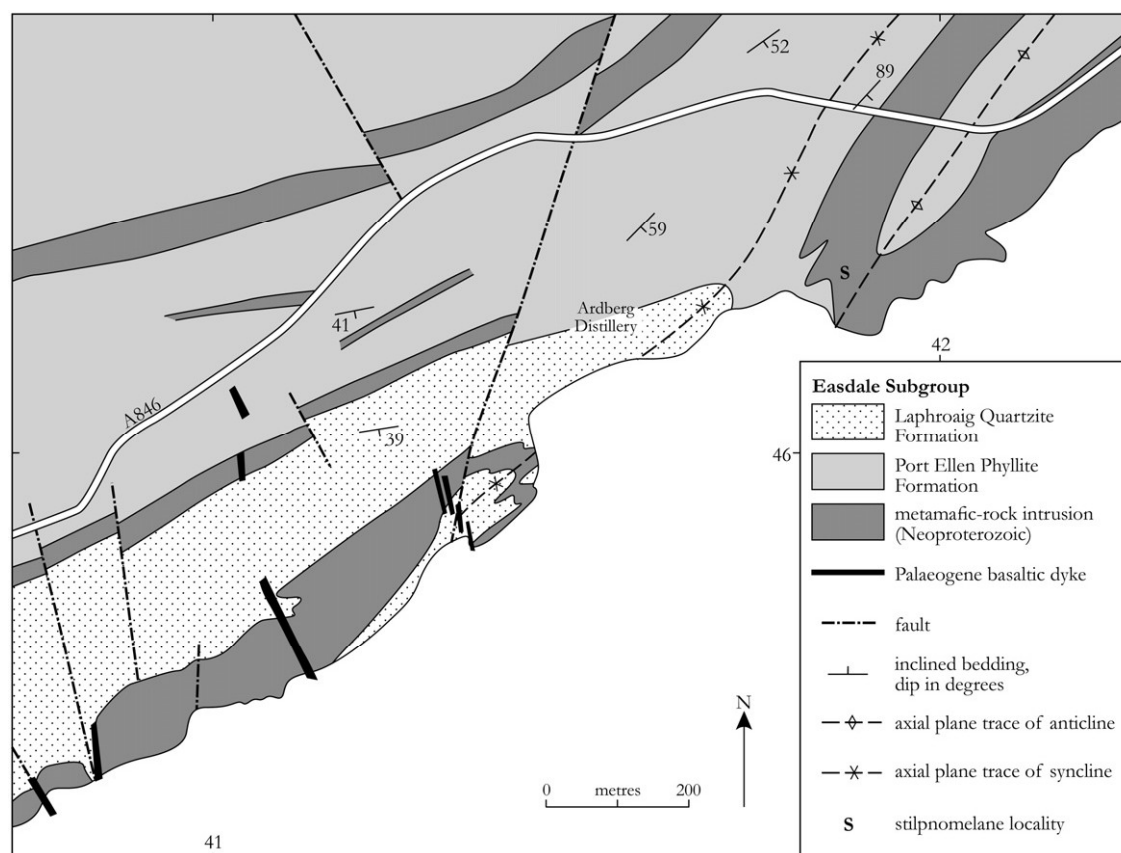 52
89
59
Ardberg
Distillery
41
A846
39
42
46
Easdale Subgroup
Laphroaig Quartzite
Formation
Port Ellen Phyllite
Formation
metamafic-rock intrusion
(Neoproterozoic)
Palaeogene basaltic dyke
fault
inclined bedding,
dip in degrees
axial plane trace of anticline
axial plane trace of syncline
S
S stilpnomelane locality
N
0 metres 200
41